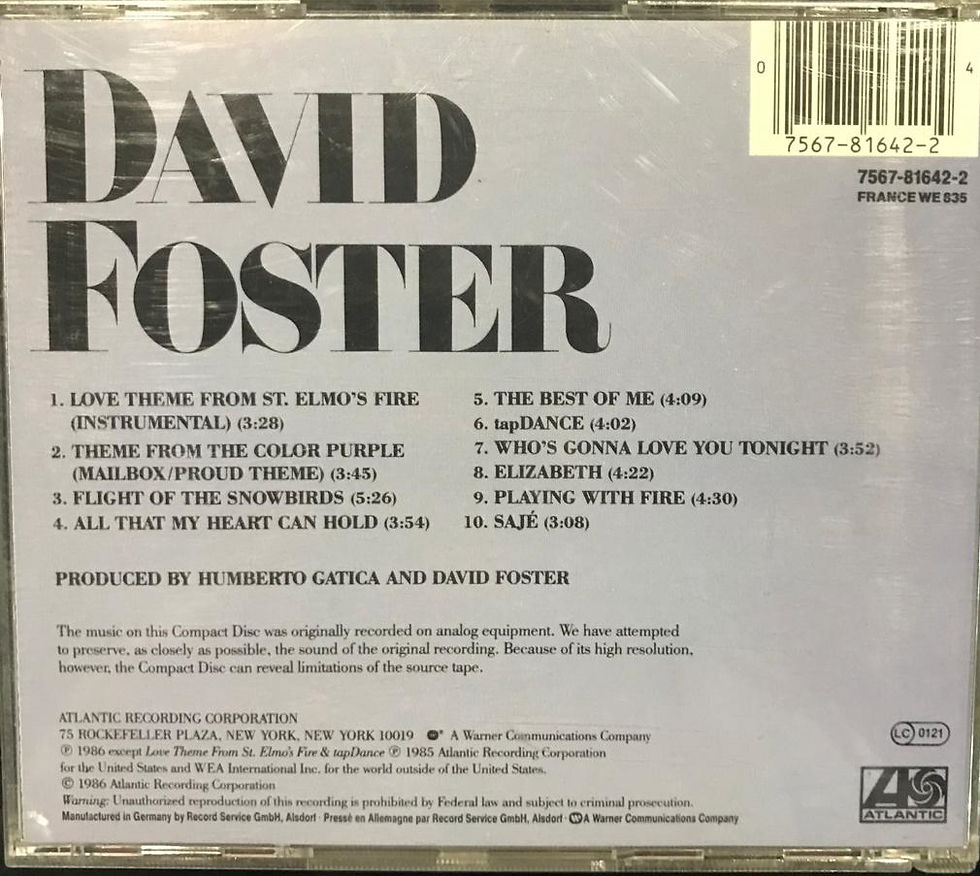 DAVID
FOSTER
0 4
7567-81642-2
7567-81642-2
FRANCE WE 835
1. LOVE THEME FROM ST. ELMO'S FIRE
(INSTRUMENTAL) (3:28)
2. THEME FROM THE COLOR PURPLE
(MAILBOX/PROUD THEME) (3:45)
3. FLIGHT OF THE SNOWBIRDS (5:26)
4. ALL THAT MY HEART CAN HOLD (3:54)
5. THE BEST OF ME (4:09)
6. tapDANCE (4:02)
7. WHO'S GONNA LOVE YOU TONIGHT (3:52)
8. ELIZABETH (4:22)
9. PLAYING WITH FIRE (4:30)
10. SAJÉ (3:08)
PRODUCED BY HUMBERTO GATICA AND DAVID FOSTER
The music on this Compact Disc was originally recorded on analog equipment. We have attempted
to preserve, as closely as possible, the sound of the original recording. Because of its high resolution,
however, the Compact Disc can reveal limitations of the source tape.
ATLANTIC RECORDING CORPORATION
75 ROCKEFELLER PLAZA, NEW YORK, NEW YORK 10019 A Warner Communications Company
℗ 1986 except Love Theme From St. Elmo's Fire & tapDance ℗ 1985 Atlantic Recording Corporation
for the United States and WEA International Inc. for the world outside of the United States.
© 1986 Atlantic Recording Corporation
Warning: Unauthorized reproduction of this recording is prohibited by Federal law and subject to criminal prosecution.
Manufactured in Germany by Record Service GmbH, Alsdorf · Pressé en Allemagne par Record Service GmbH, Alsdorf · A Warner Communications Company
LC 0121
ATLANTIC